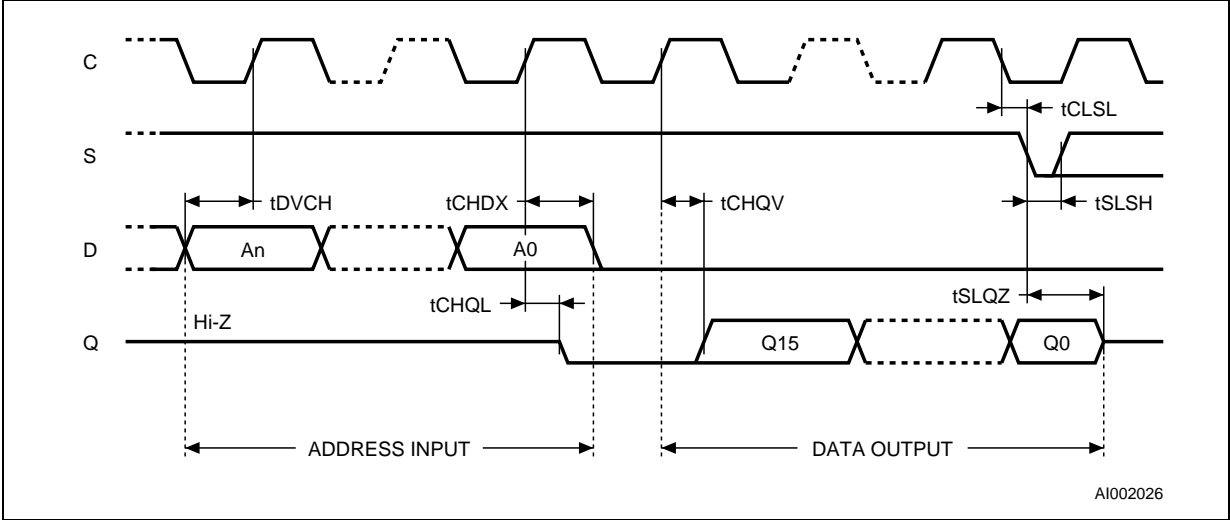 C
tCLSL
S
tDVCH
tCHDX
tCHQV
tSLSH
D
An
A0
tCHQL
tSLQZ
Hi-Z
Q
Q15
Q0
ADDRESS INPUT
DATA OUTPUT
AI002026